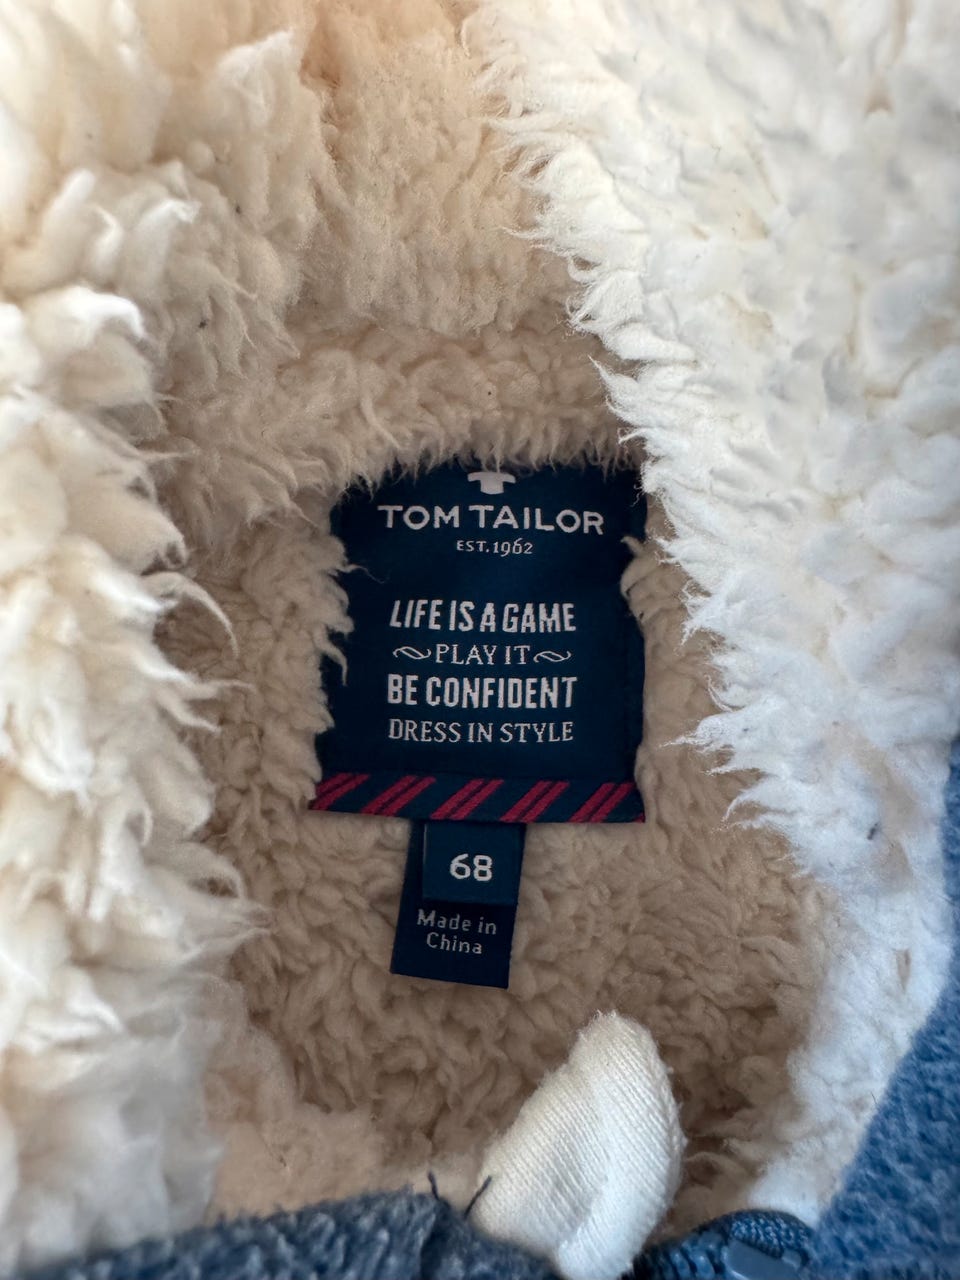 TOM TAILOR
EST. 1962
LIFE IS A GAME
PLAY IT
BE CONFIDENT
DRESS IN STYLE
68
Made in
China